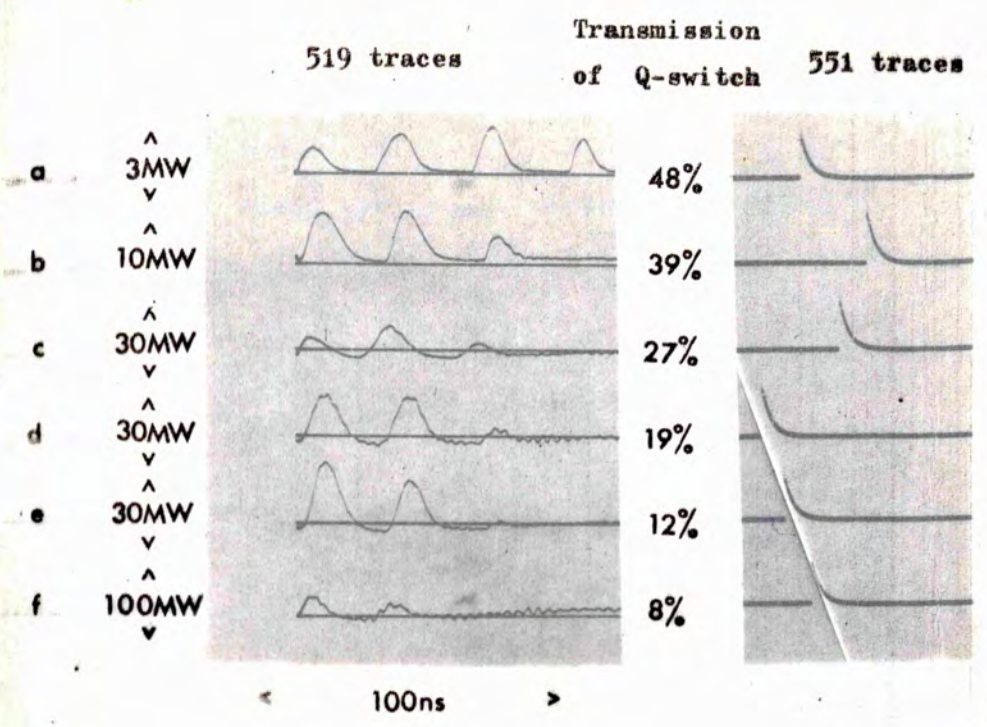 519 traces
Transmission
of Q-switch
551 traces
a
^
3MW
v
48%
b
^
10MW
39%
c
^
30MW
v
27%
d
^
30MW
v
19%
e
^
30MW
v
12%
f
^
100MW
v
8%
< 100ns >